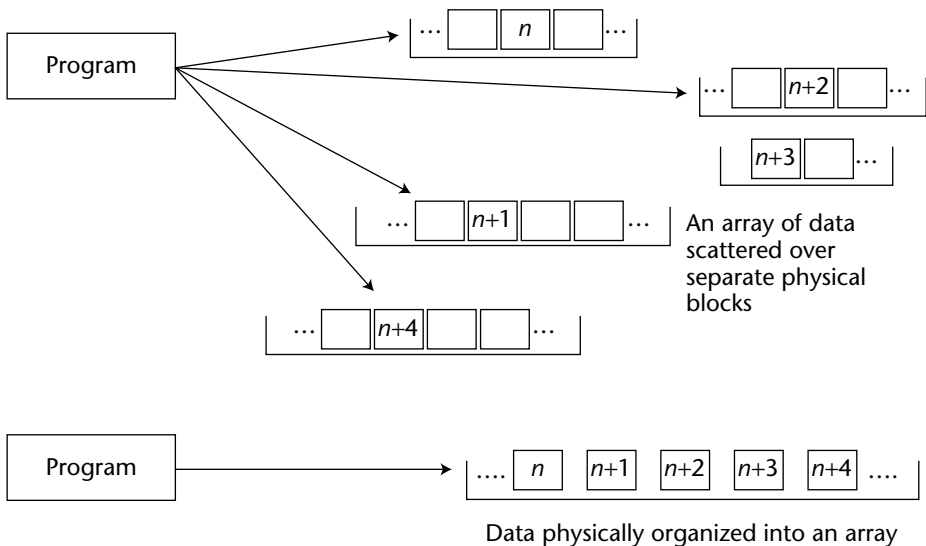 ... n ...
Program
... n+2 ...
n+3 ...
... n+1 ...
An array of data
scattered over
separate physical
blocks
... n+4 ...
Program
.... n n+1 n+2 n+3 n+4 ....
Data physically organized into an array